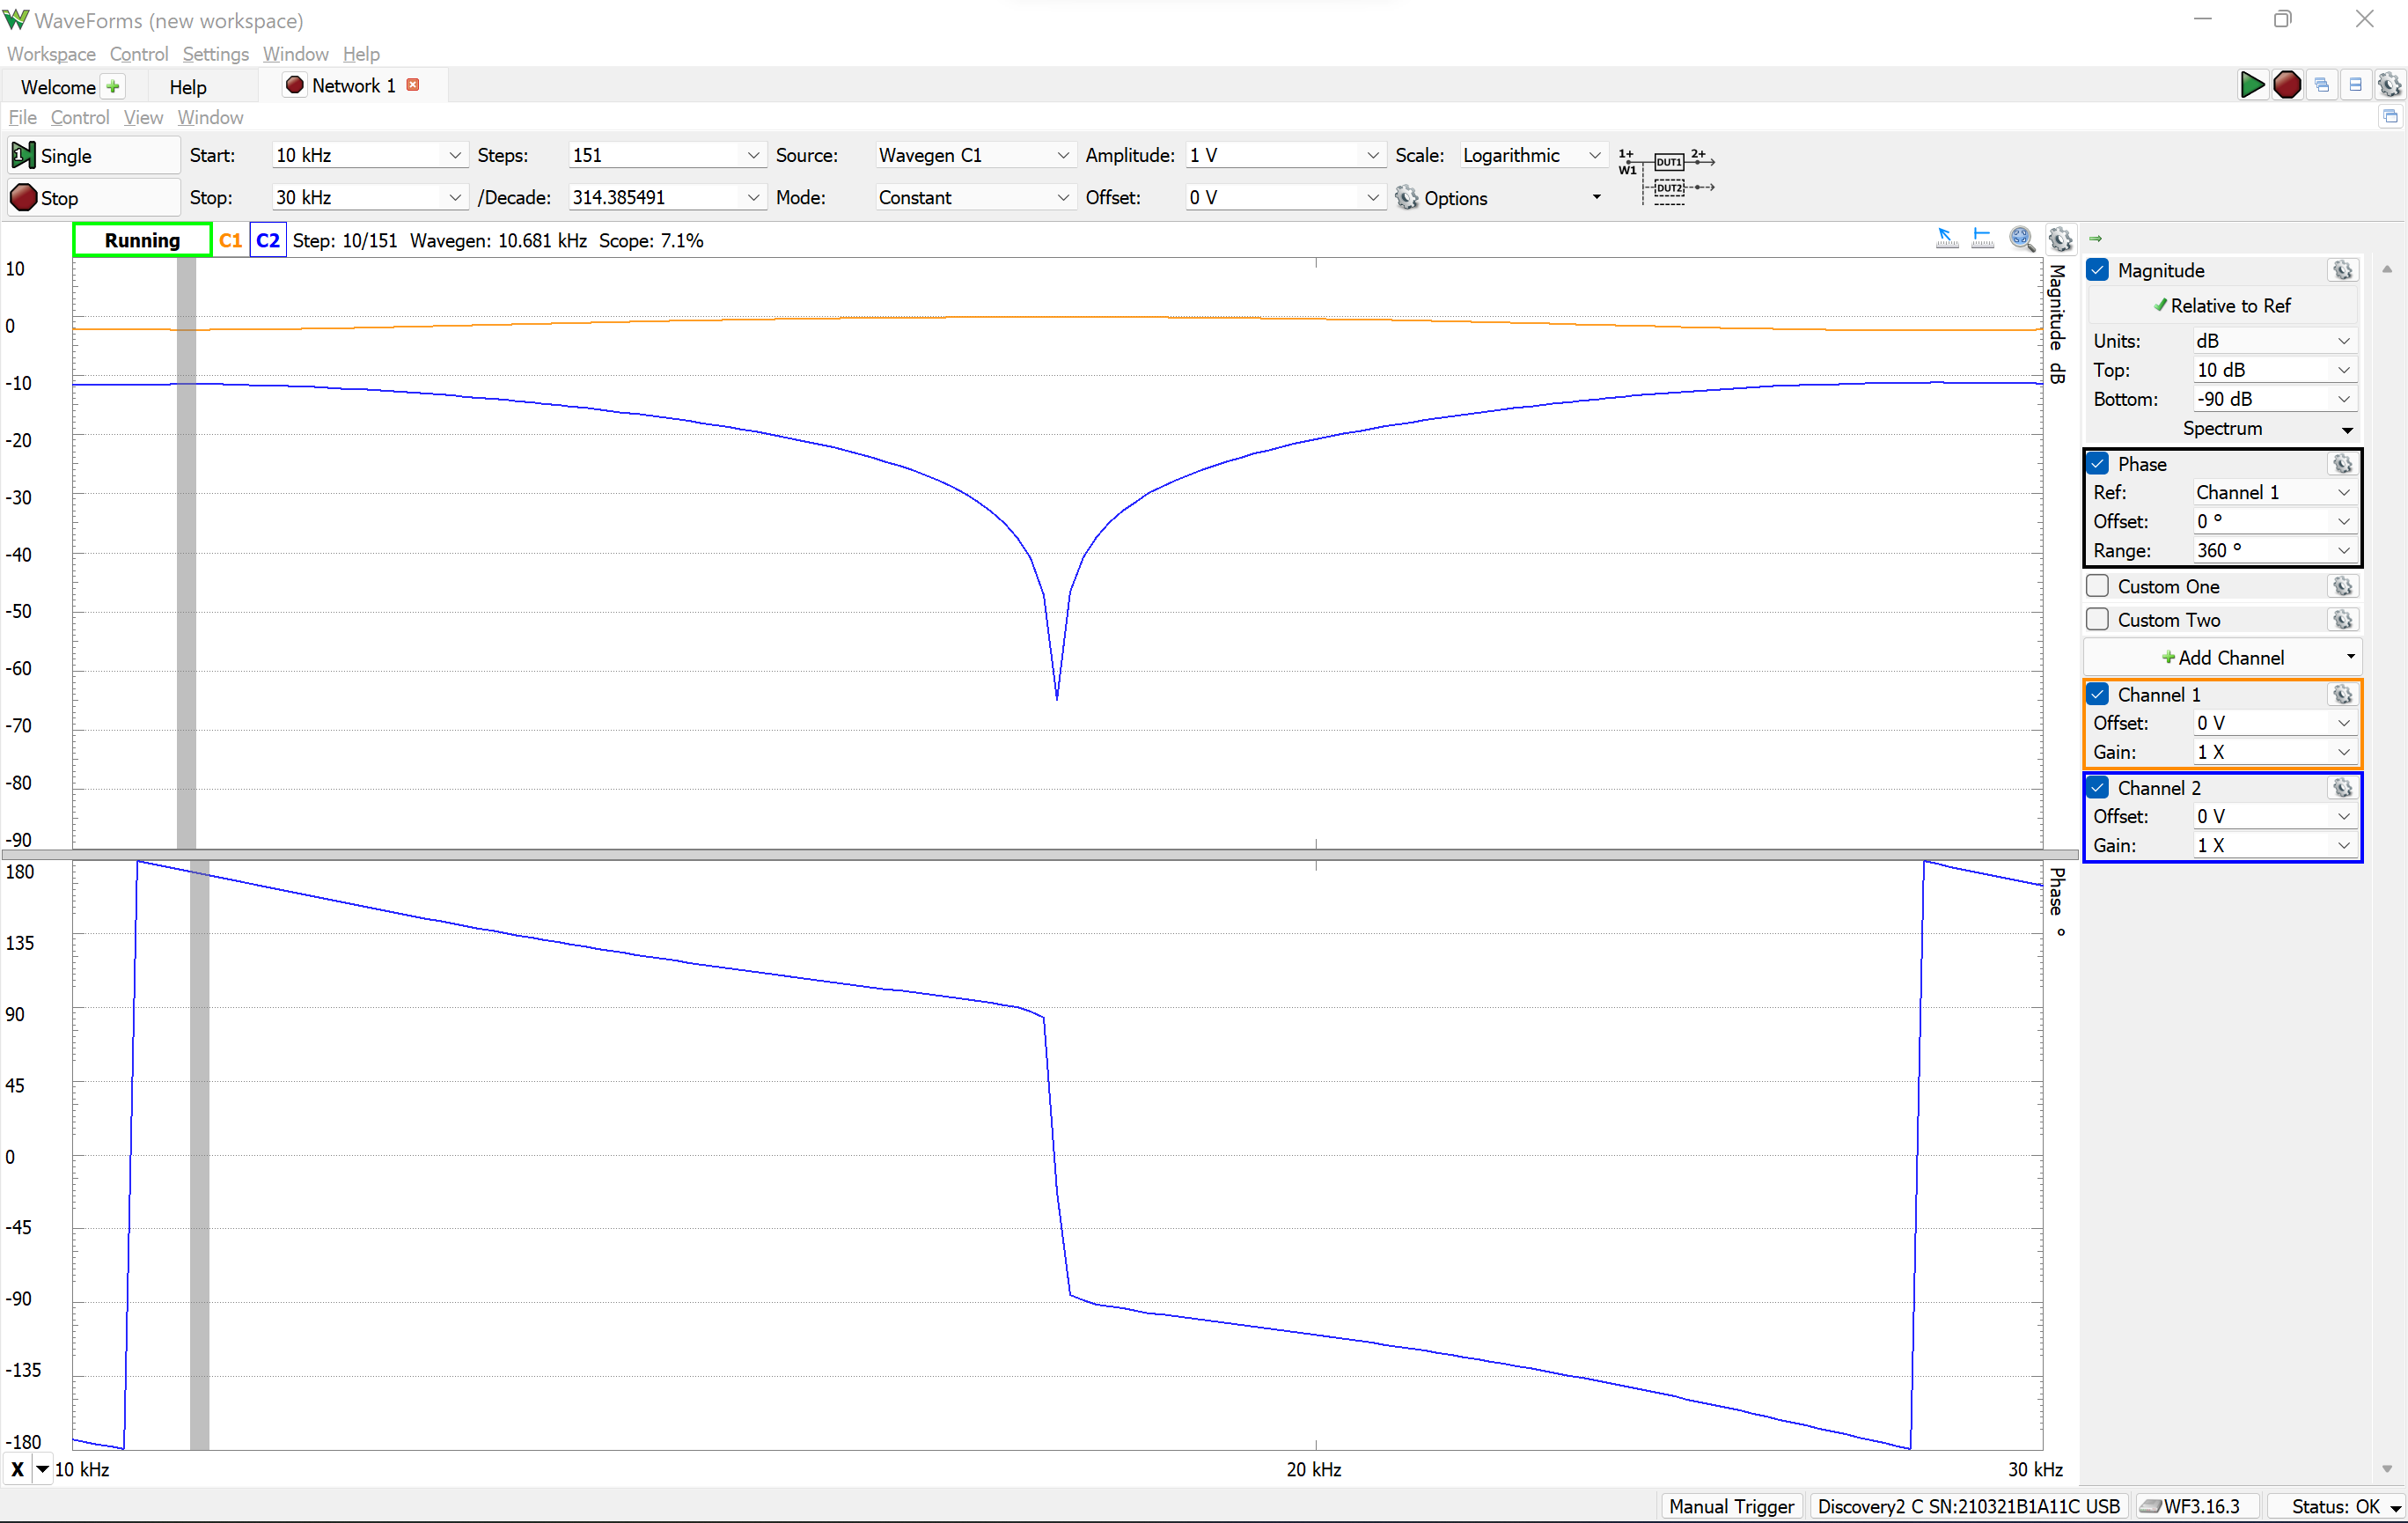 WaveForms (new workspace)
Workspace Control Settings Window Help
Welcome Help Network 1
File Control View Window
Single Start: 10 kHz Steps: 151 Source: Wavegen C1 Amplitude: 1 V Scale: Logarithmic
Stop Stop: 30 kHz /Decade: 314.385491 Mode: Constant Offset: 0 V Options
1+ W1 DUT1 2+
DUT2
Running C1 C2 Step: 10/151 Wavegen: 10.681 kHz Scope: 7.1%
10
0
-10
-20
-30
-40
-50
-60
-70
-80
-90
Magnitude dB
180
135
90
45
0
-45
-90
-135
-180
Phase °
X 10 kHz 20 kHz 30 kHz
Magnitude
Relative to Ref
Units: dB
Top: 10 dB
Bottom: -90 dB
Spectrum
Phase
Ref: Channel 1
Offset: 0 °
Range: 360 °
Custom One
Custom Two
Add Channel
Channel 1
Offset: 0 V
Gain: 1 X
Channel 2
Offset: 0 V
Gain: 1 X
Manual Trigger Discovery2 C SN:210321B1A11C USB WF3.16.3 Status: OK